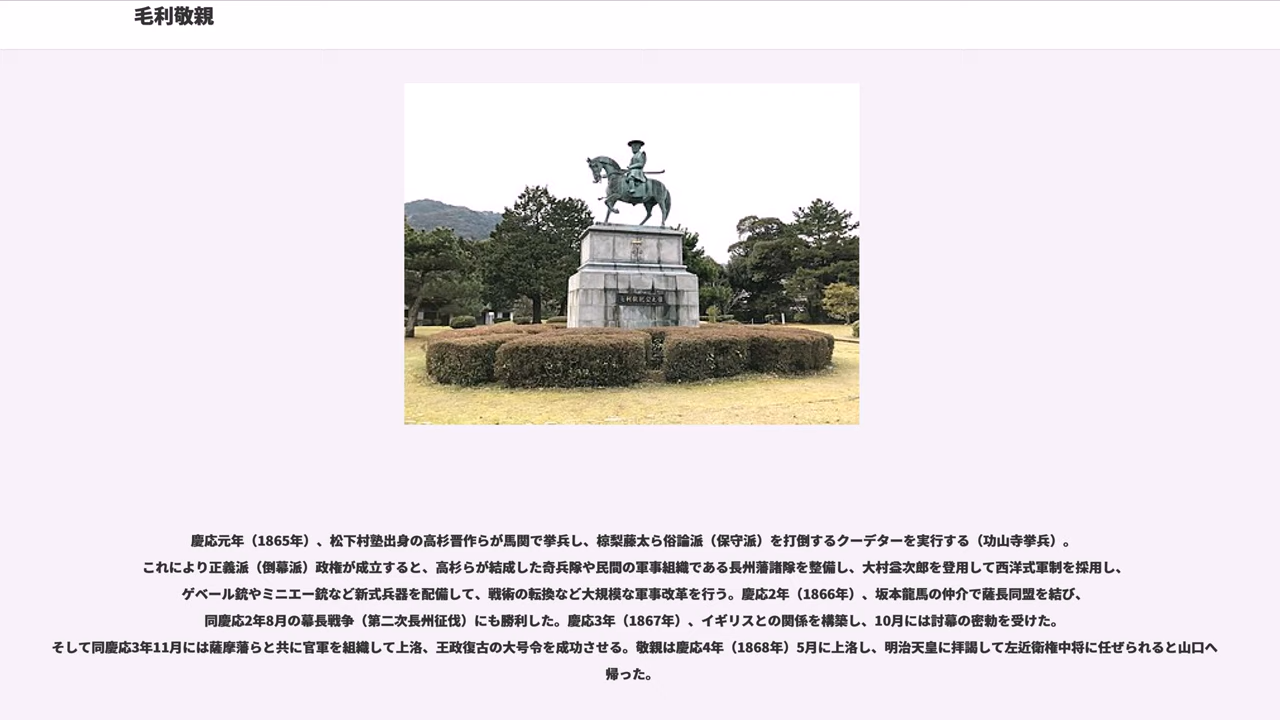 毛利敬親
毛利敬親公之像
慶応元年（1865年）、松下村塾出身の高杉晋作らが馬関で挙兵し、椋梨藤太ら俗論派（保守派）を打倒するクーデターを実行する（功山寺挙兵）。
これにより正義派（倒幕派）政権が成立すると、高杉らが結成した奇兵隊や民間の軍事組織である長州藩諸隊を整備し、大村益次郎を登用して西洋式軍制を採用し、
ゲベール銃やミニエー銃など新式兵器を配備して、戦術の転換など大規模な軍事改革を行う。慶応2年（1866年）、坂本龍馬の仲介で薩長同盟を結び、
同慶応2年8月の幕長戦争（第二次長州征伐）にも勝利した。慶応3年（1867年）、イギリスとの関係を構築し、10月には討幕の密勅を受けた。
そして同慶応3年11月には薩摩藩らと共に官軍を組織して上洛、王政復古の大号令を成功させる。敬親は慶応4年（1868年）5月に上洛し、明治天皇に拝謁して左近衛権中将に任ぜられると山口へ
帰った。